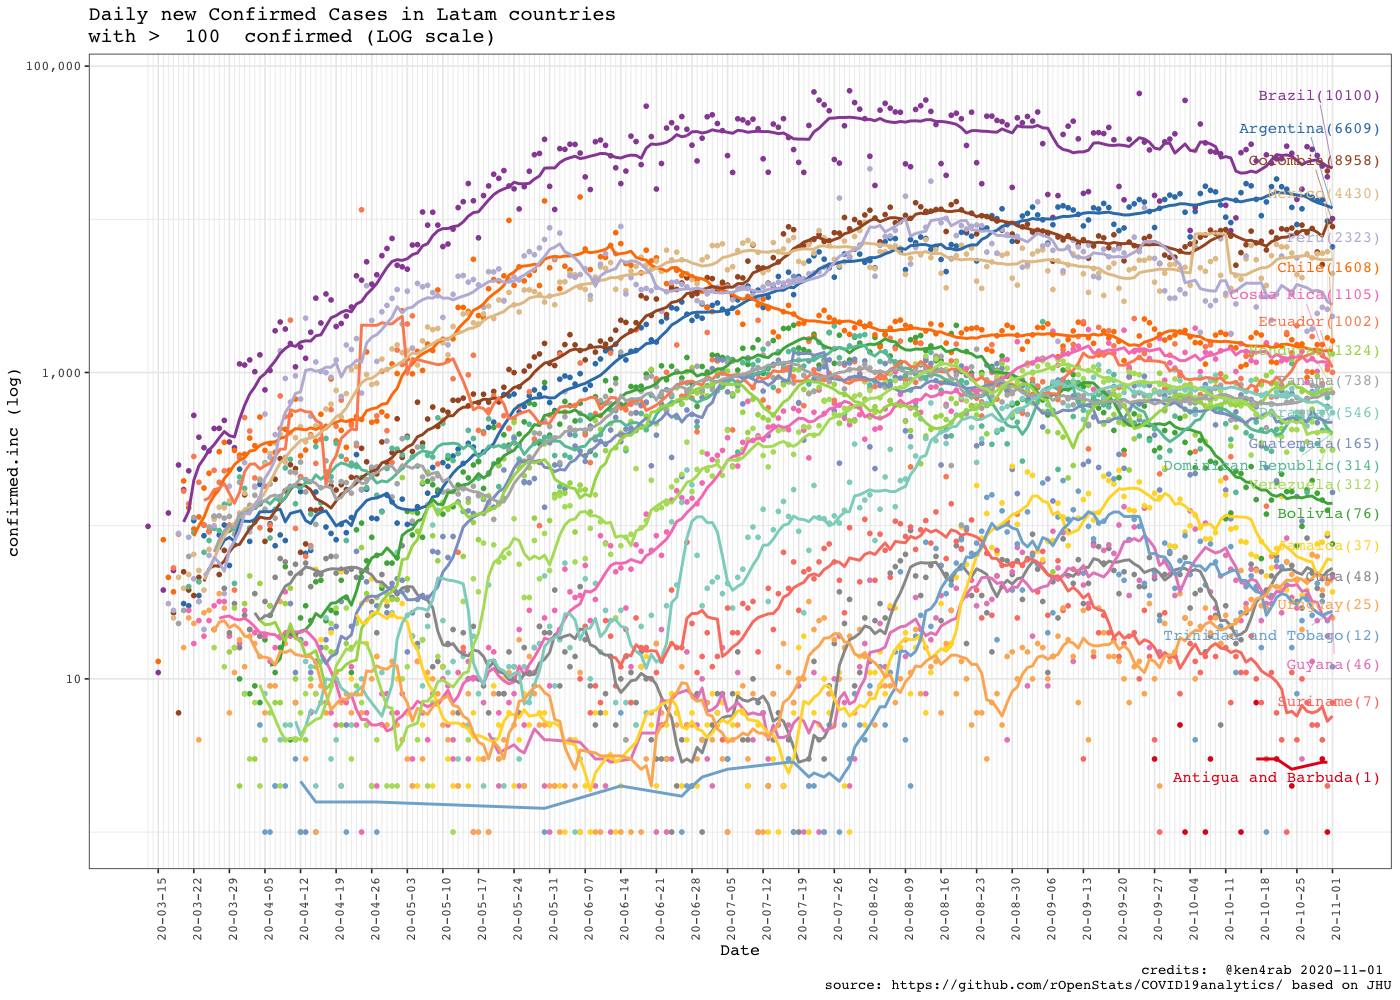 Daily new Confirmed Cases in Latam countries
with >  100  confirmed (LOG scale)
100,000
1,000
10
confirmed.inc (log)
Brazil(10100)
Argentina(6609)
Colombia(8958)
Mexico(4430)
Peru(2323)
Chile(1608)
Costa Rica(1105)
Ecuador(1002)
Honduras(1324)
Panama(738)
Paraguay(546)
Guatemala(165)
Dominican Republic(314)
Venezuela(312)
Bolivia(76)
Jamaica(37)
Cuba(48)
Uruguay(25)
Trinidad and Tobago(12)
Guyana(46)
Suriname(7)
Antigua and Barbuda(1)
20-03-15
20-03-22
20-03-29
20-04-05
20-04-12
20-04-19
20-04-26
20-05-03
20-05-10
20-05-17
20-05-24
20-05-31
20-06-07
20-06-14
20-06-21
20-06-28
20-07-05
20-07-12
20-07-19
20-07-26
20-08-02
20-08-09
20-08-16
20-08-23
20-08-30
20-09-06
20-09-13
20-09-20
20-09-27
20-10-04
20-10-11
20-10-18
20-10-25
20-11-01
Date
credits:  @ken4rab 2020-11-01
source: https://github.com/rOpenStats/COVID19analytics/ based on JHU